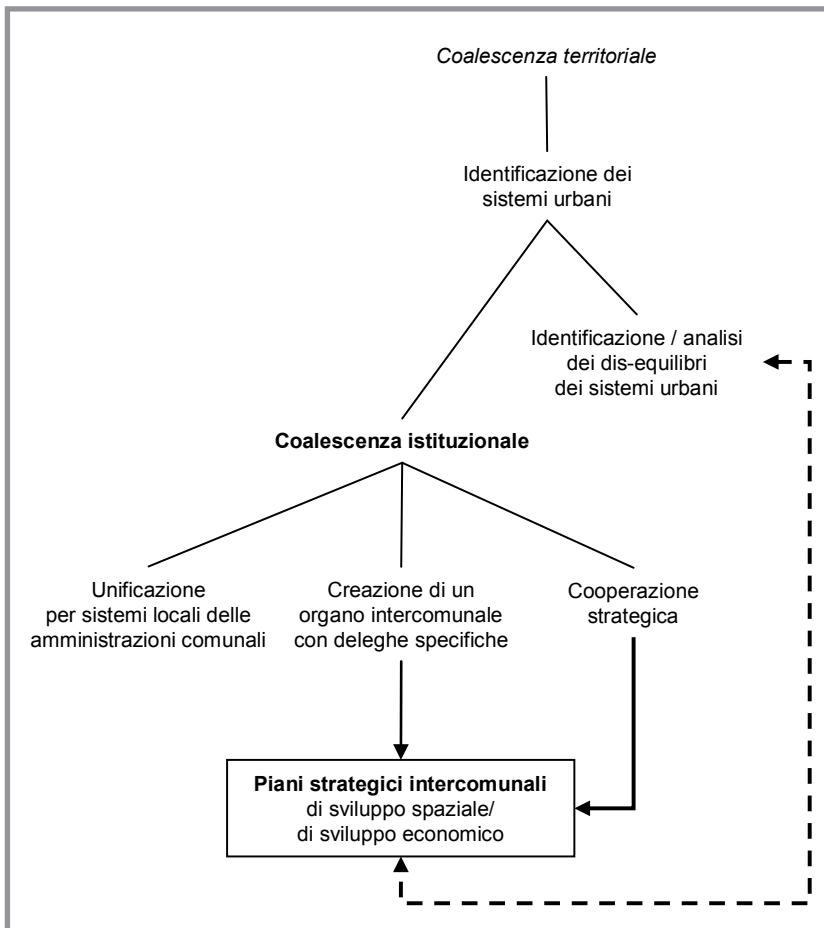 Coalescenza territoriale
Identificazione dei
sistemi urbani
Identificazione / analisi
dei dis-equilibri
dei sistemi urbani
Coalescenza istituzionale
Unificazione
per sistemi locali delle
amministrazioni comunali
Creazione di un
organo intercomunale
con deleghe specifiche
Cooperazione
strategica
Piani strategici intercomunali
di sviluppo spaziale/
di sviluppo economico